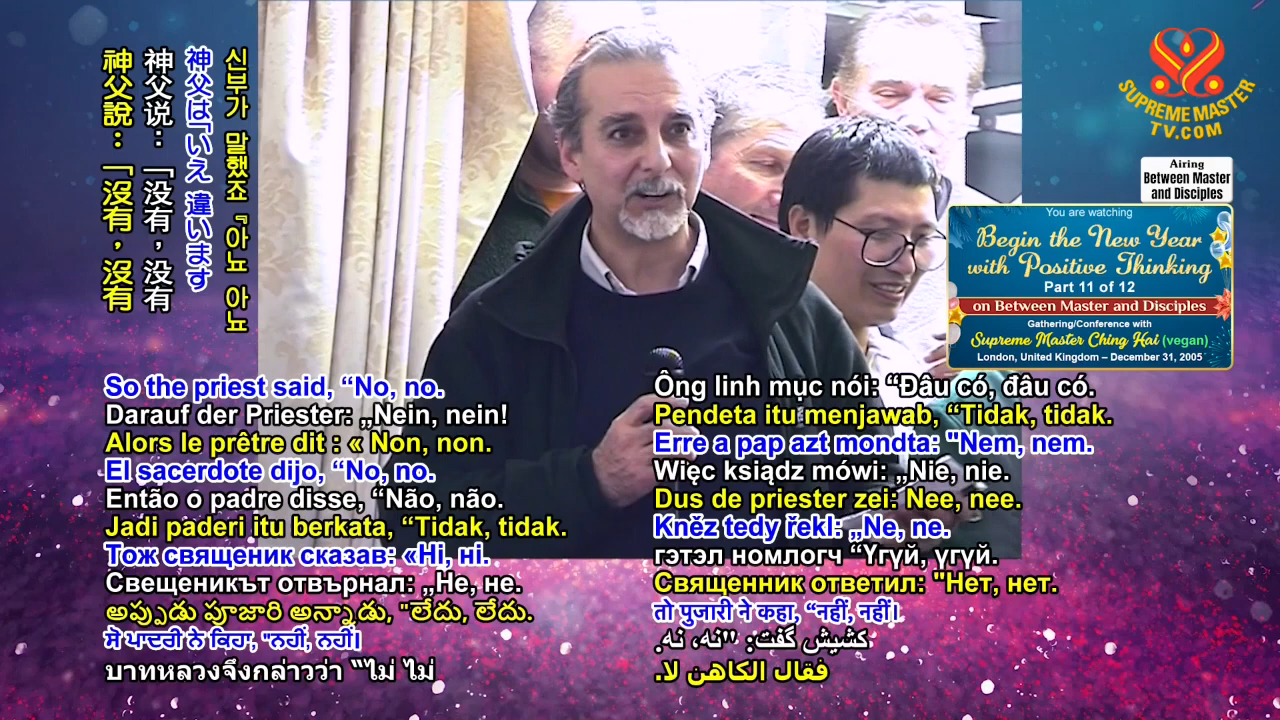 신부가 말했죠 『아뇨 아뇨
神父は「いえ 違います
神父说：「没有，没有
神父說：「沒有，沒有
SUPREME MASTER
TV.COM
Airing
Between Master
and Disciples
You are watching
Begin the New Year
with Positive Thinking
Part 11 of 12
on Between Master and Disciples
Gathering/Conference with
Supreme Master Ching Hai (vegan)
London, United Kingdom – December 31, 2005
So the priest said, “No, no.
Darauf der Priester: „Nein, nein!
Alors le prêtre dit : « Non, non.
El sacerdote dijo, “No, no.
Então o padre disse, “Não, não.
Jadi paderi itu berkata, “Tidak, tidak.
Тож священик сказав: «Ні, ні.
Свещеникът отвърнал: „Не, не.
అప్పుడు పూజారి అన్నాడు, "లేదు, లేదు.
ਸੋ ਪਾਦਰੀ ਨੇ ਕਿਹਾ, "ਨਹੀਂ, ਨਹੀਂ।
บาทหลวงจึงกล่าวว่า “ไม่ ไม่
Ông linh mục nói: “Đâu có, đâu có.
Pendeta itu menjawab, “Tidak, tidak.
Erre a pap azt mondta: "Nem, nem.
Więc ksiądz mówi: „Nie, nie.
Dus de priester zei: Nee, nee.
Kněz tedy řekl: „Ne, ne.
гэтэл номлогч “Үгүй, үгүй.
Священник ответил: "Нет, нет.
तो पुजारी ने कहा, “नहीं, नहीं।
کشیش گفت: "نه، نه.
فقال الكاهن لا.